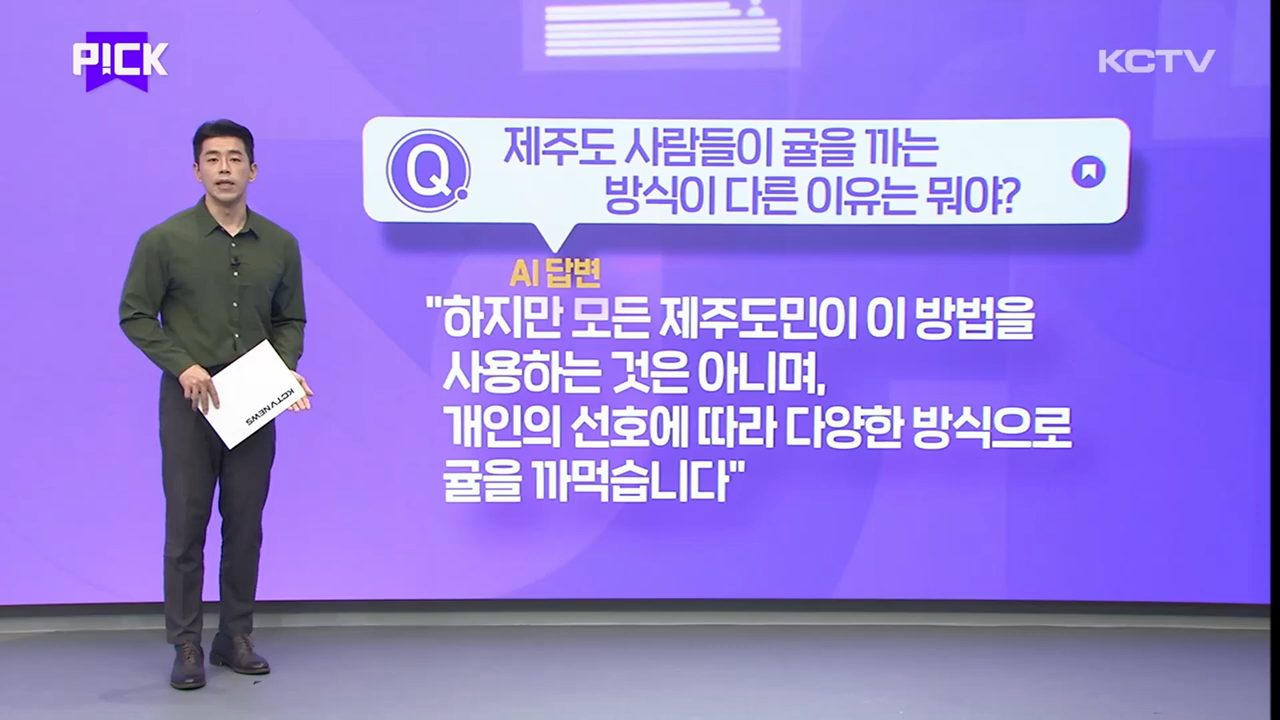 PICK
KCTV
Q.
제주도 사람들이 귤을 까는
방식이 다른 이유는 뭐야?
AI 답변
"하지만 모든 제주도민이 이 방법을
사용하는 것은 아니며,
개인의 선호에 따라 다양한 방식으로
귤을 까먹습니다"
KCTV NEWS